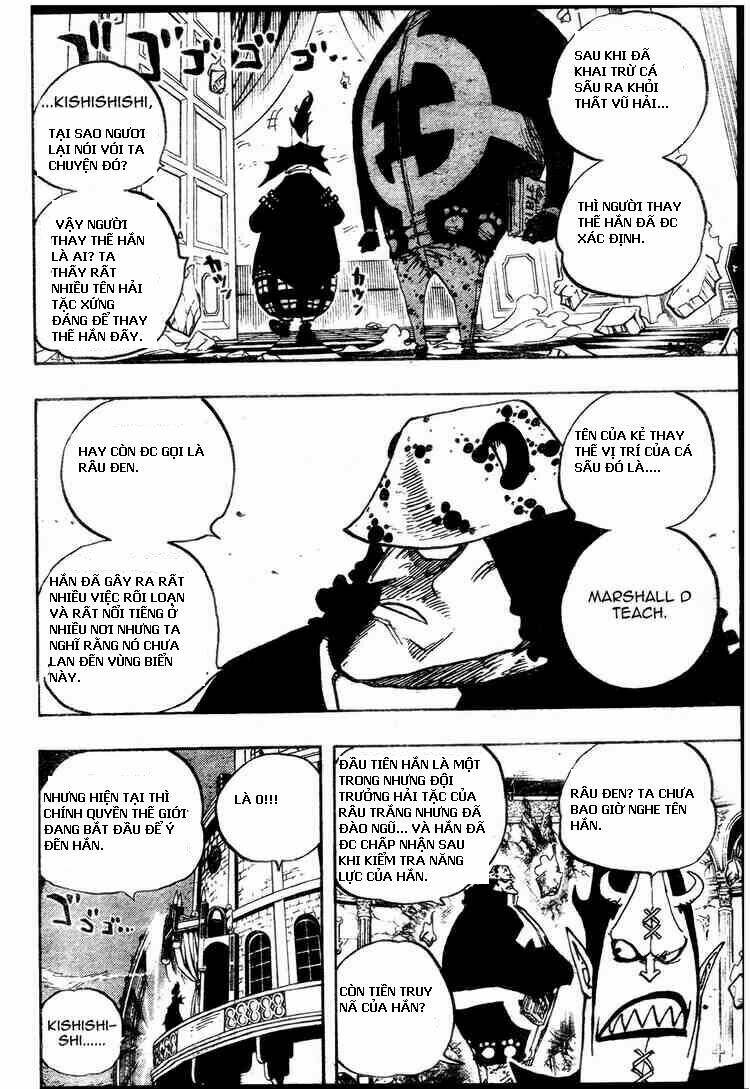 SAU KHI ĐÃ
KHAI TRỪ CÁ
SẤU RA KHỎI
THẤT VŨ HẢI...
THÌ NGƯỜI THAY
THẾ HẮN ĐÃ ĐC
XÁC ĐỊNH.
...KISHISHISHI,
TẠI SAO NGƯƠI
LẠI NÓI VỚI TA
CHUYỆN ĐÓ?
VẬY NGƯỜI
THAY THẾ HẮN
LÀ AI? TA
THẤY RẤT
NHIỀU TÊN HẢI
TẶC XỨNG
ĐÁNG ĐỂ THAY
THẾ HẮN ĐẤY.
TÊN CỦA KẺ THAY
THẾ VỊ TRÍ CỦA CÁ
SẤU ĐÓ LÀ....
MARSHALL D
TEACH.
HAY CÒN ĐC GỌI LÀ
RÂU ĐEN.
HẮN ĐÃ GÂY RA RẤT
NHIỀU VIỆC RỐI LOẠN
VÀ RẤT NỔI TIẾNG Ở
NHIỀU NƠI NHƯNG TA
NGHĨ RẰNG NÓ CHƯA
LAN ĐẾN VÙNG BIỂN
NÀY.
RÂU ĐEN? TA CHƯA
BAO GIỜ NGHE TÊN
HẮN.
ĐẦU TIÊN HẮN LÀ MỘT
TRONG NHƯNG ĐỘI
TRƯỞNG HẢI TẶC CỦA
RÂU TRẮNG NHƯNG ĐÃ
ĐÀO NGŨ... VÀ HẮN ĐÃ
ĐC CHẤP NHẬN SAU
KHI KIỂM TRA NĂNG
LỰC CỦA HẮN.
CÒN TIỀN TRUY
NÃ CỦA HẮN?
LÀ 0!!!
NHƯNG HIỆN TẠI THÌ
CHÍNH QUYỀN THẾ GIỚI
ĐANG BẮT ĐẦU ĐỂ Ý
ĐẾN HẮN.
KISHISHI-
SHI......